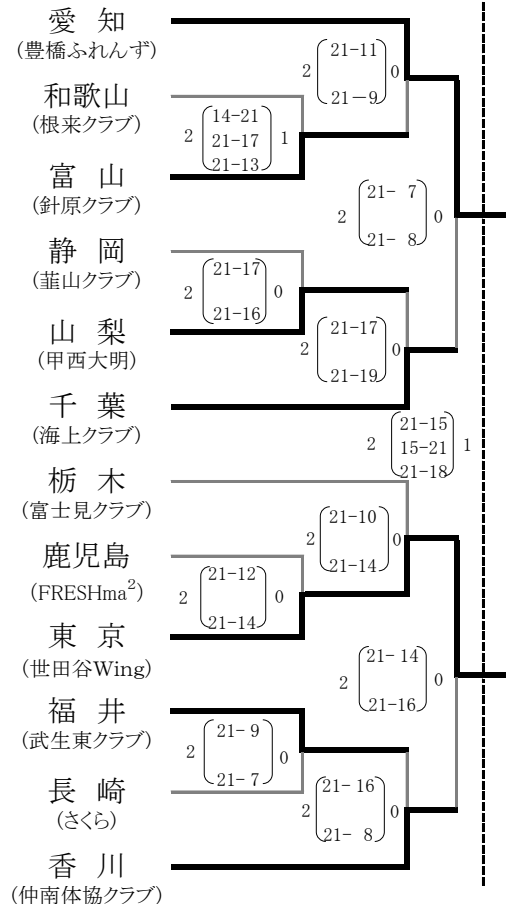 愛 知
(豊橋ふれんず)
和歌山
(根来クラブ)
富 山
(針原クラブ)
静 岡
(韮山クラブ)
山 梨
(甲西大明)
千 葉
(海上クラブ)
栃 木
(富士見クラブ)
鹿児島
(FRESHma²)
東 京
(世田谷Wing)
福 井
(武生東クラブ)
長 崎
(さくら)
香 川
(仲南体協クラブ)
21-11
2 0
21-9
14-21
2 21-17 1
21-13
21- 7
2 0
21- 8
21-17
2 0
21-16
21-17
2 0
21-19
21-15
2 15-21 1
21-18
21-10
2 0
21-14
21-12
2 0
21-14
21- 14
2 0
21-16
21- 9
2 0
21- 7
21- 16
2 0
21- 8